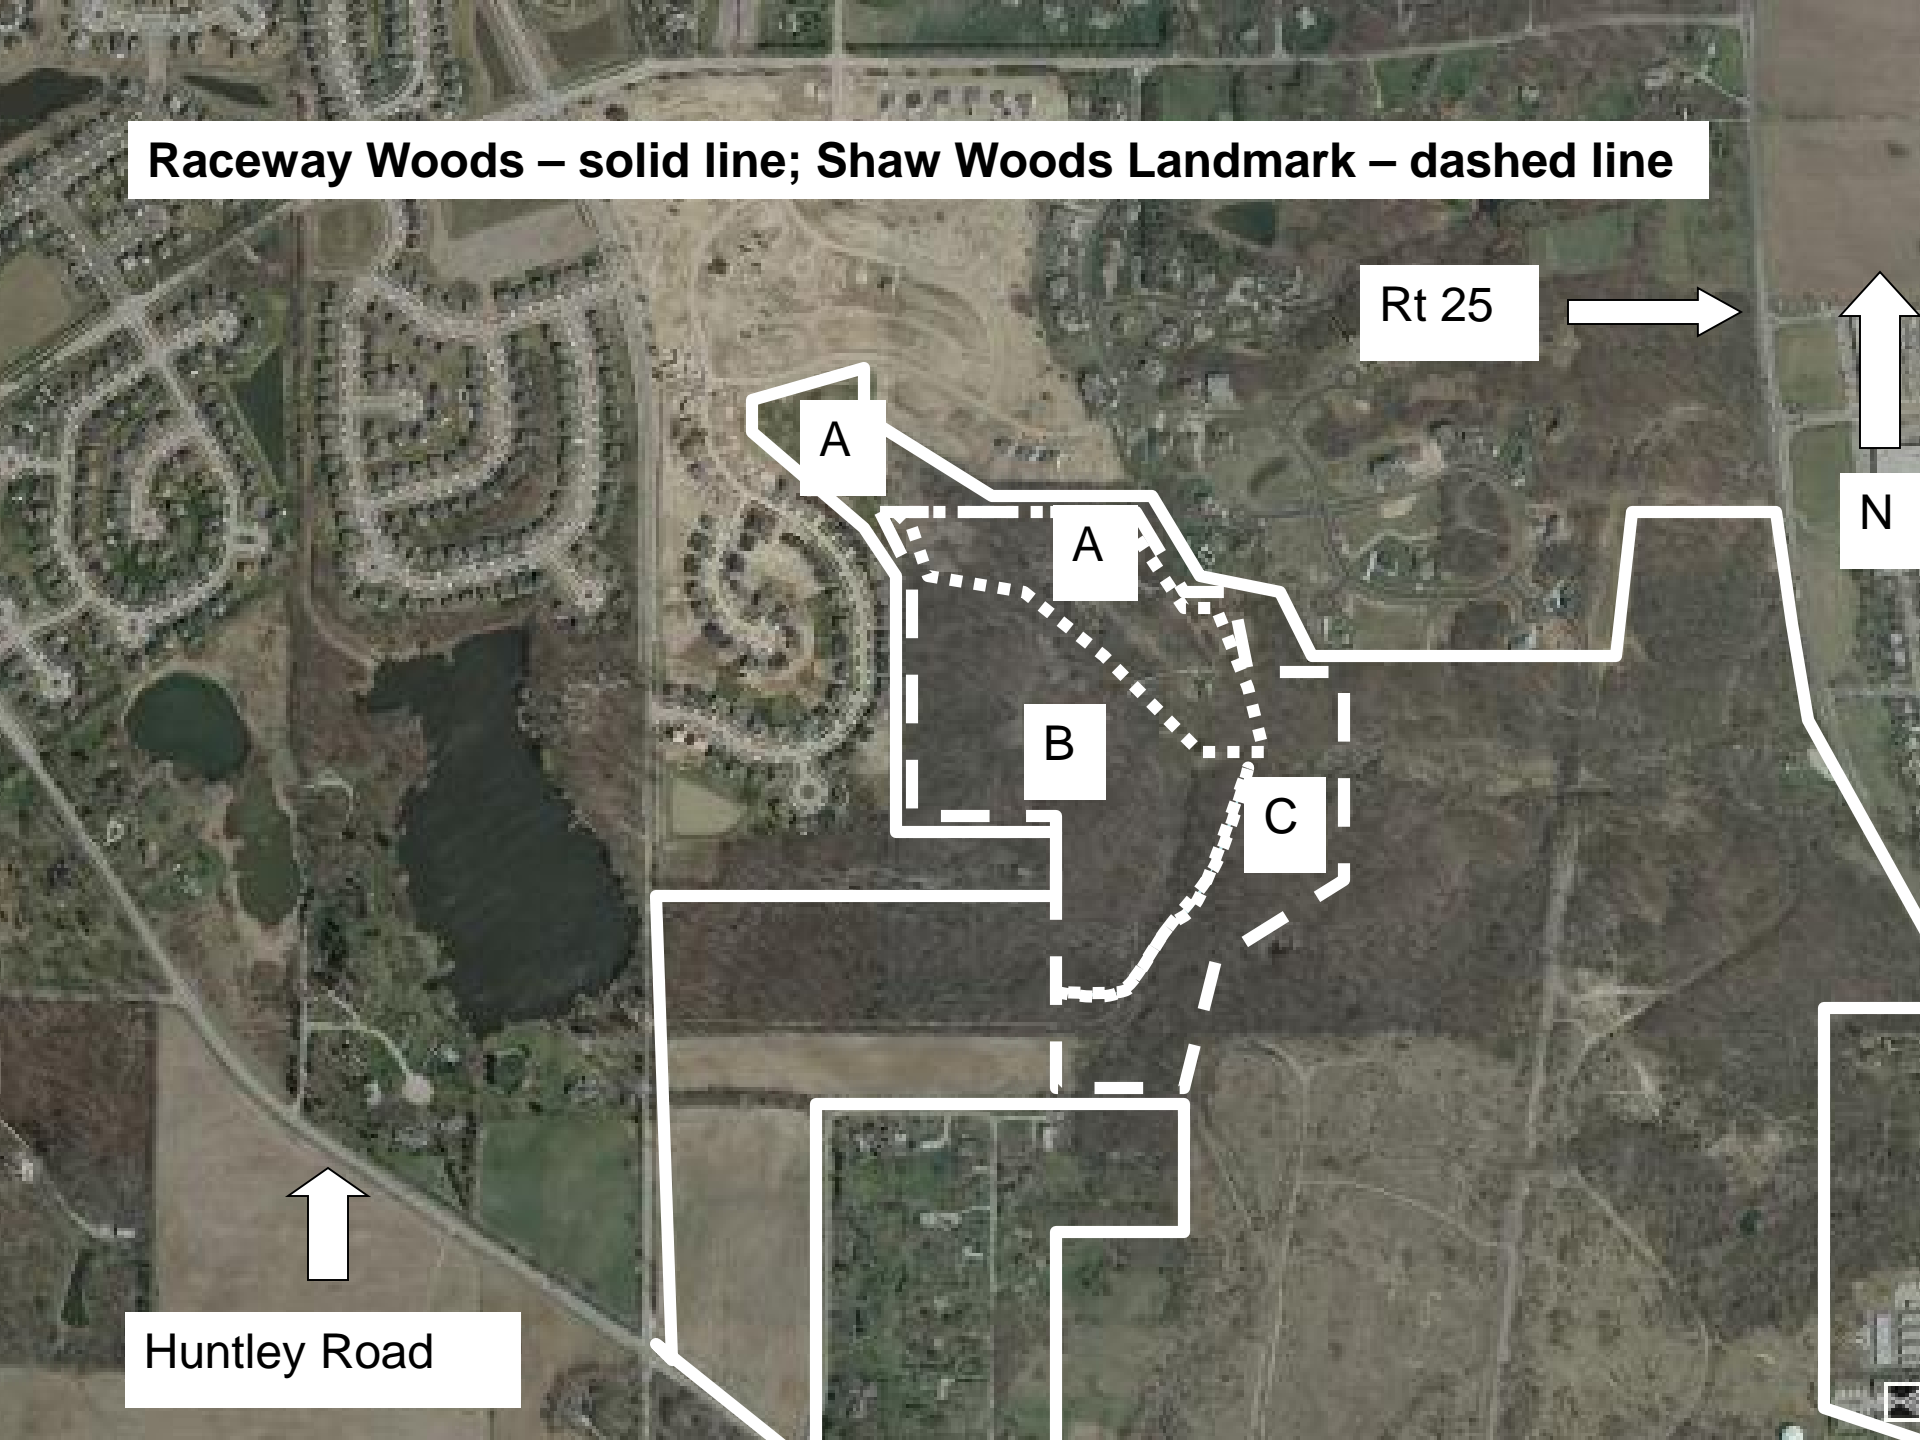 Raceway Woods – solid line; Shaw Woods Landmark – dashed line
Rt 25
A
N
A
B
C
Huntley Road